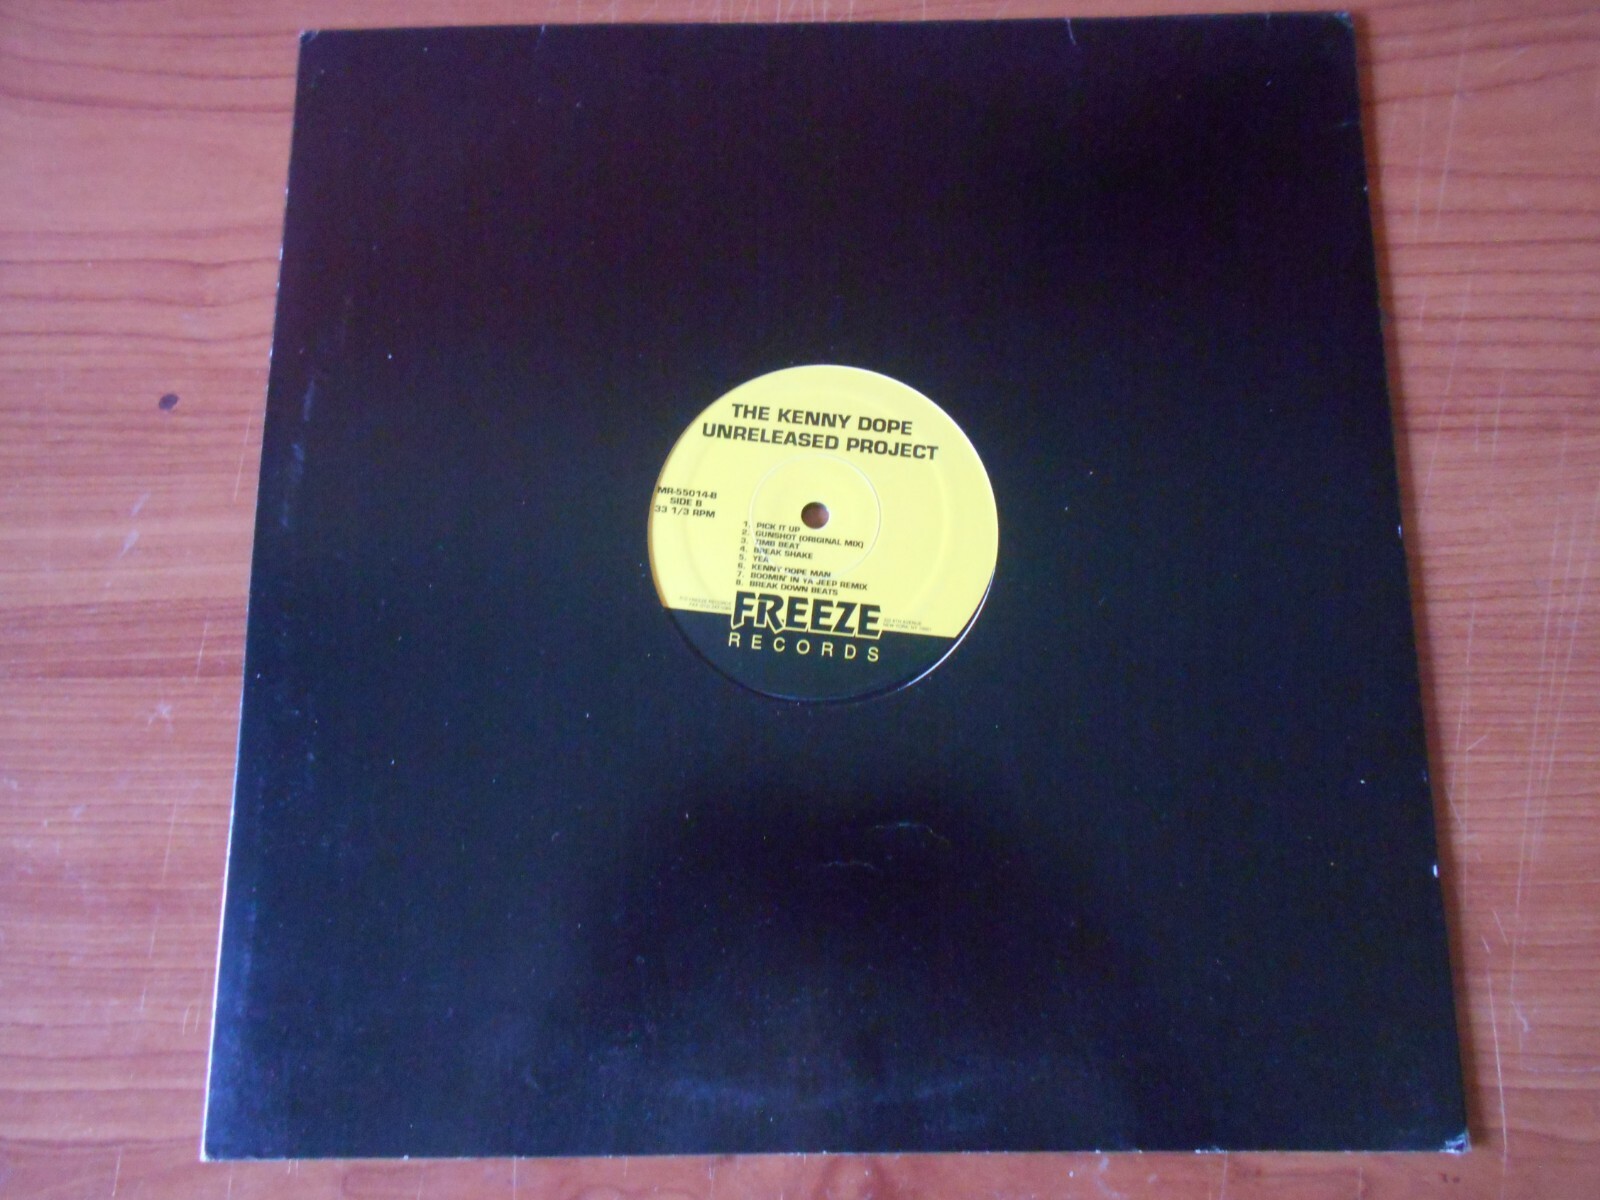 THE KENNY DOPE
UNRELEASED PROJECT
MR-55014-B
SIDE B
33 1/3 RPM
1. PICK IT UP
2. GUNSHOT (ORIGINAL MIX)
3. BEAT
4. BREAK SHAKE
5. YEA
6. KENNY DOPE MAN
7. BOOMIN' IN YA JEEP REMIX
8. BREAK DOWN BEATS
FREEZE
RECORDS